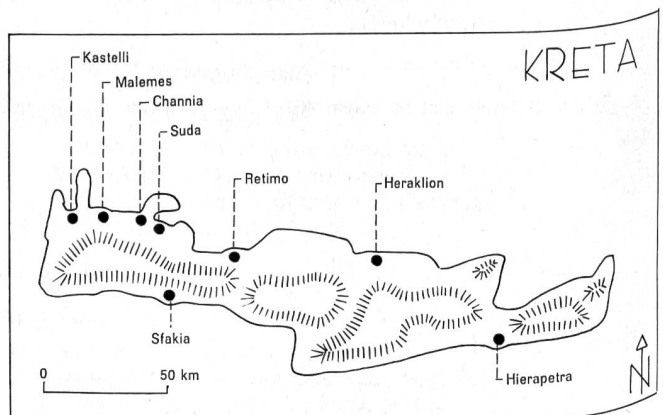 KRETA
Kastelli
Malemes
Channia
Suda
Retimo
Heraklion
Sfakia
Hierapetra
0 50 km
N